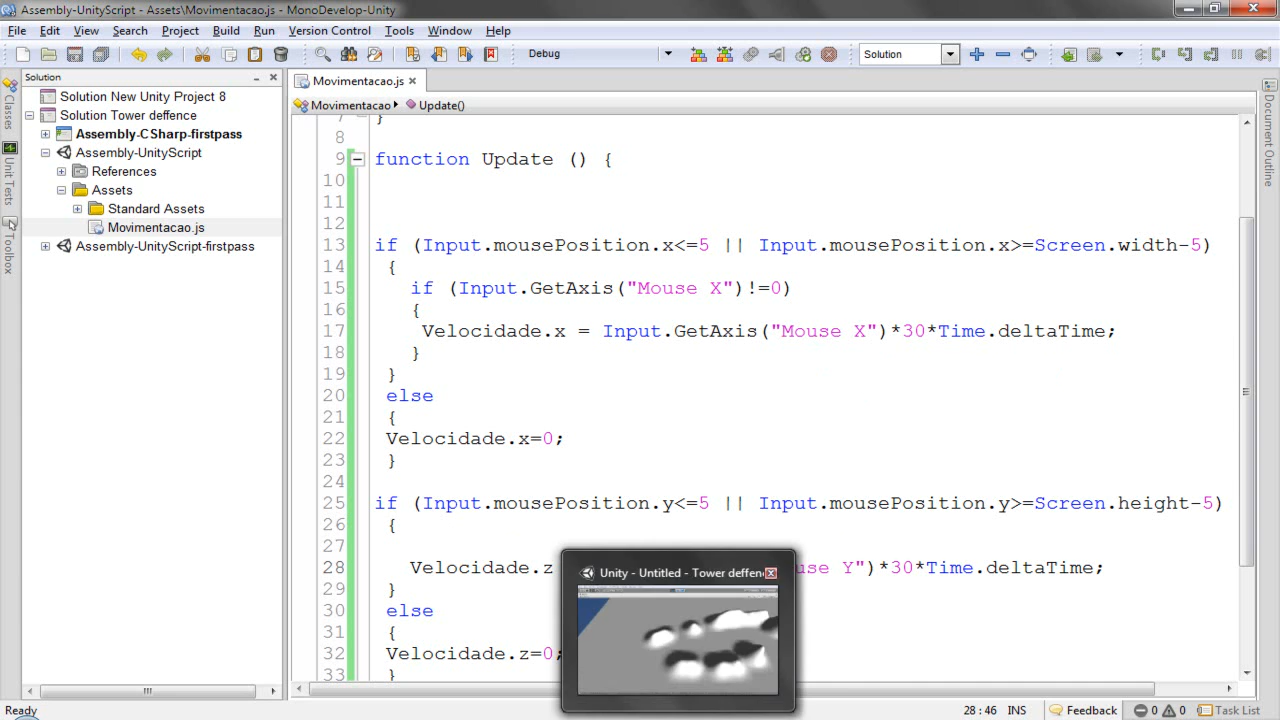 Assembly-UnityScript - Assets\Movimentacao.js - MonoDevelop-Unity
File Edit View Search Project Build Run Version Control Tools Window Help
Debug
Solution
Solution
Movimentacao.js
Movimentacao Update()
Classes
Unit Tests
Toolbox
Solution New Unity Project 8
Solution Tower deffence
Assembly-CSharp-firstpass
Assembly-UnityScript
References
Assets
Standard Assets
Movimentacao.js
Assembly-UnityScript-firstpass
}
8
9 function Update () {
10
11
12
13 if (Input.mousePosition.x<=5 || Input.mousePosition.x>=Screen.width-5)
14 {
15 if (Input.GetAxis("Mouse X")!=0)
16 {
17 Velocidade.x = Input.GetAxis("Mouse X")*30*Time.deltaTime;
18 }
19 }
20 else
21 {
22 Velocidade.x=0;
23 }
24
25 if (Input.mousePosition.y<=5 || Input.mousePosition.y>=Screen.height-5)
26 {
27
28 Velocidade.z use Y")*30*Time.deltaTime;
29 }
30 else
31 {
32 Velocidade.z=0;
33 }
Unity - Untitled - Tower deffen
Document Outline
Ready
28 : 46 INS Feedback 0 0 Task List